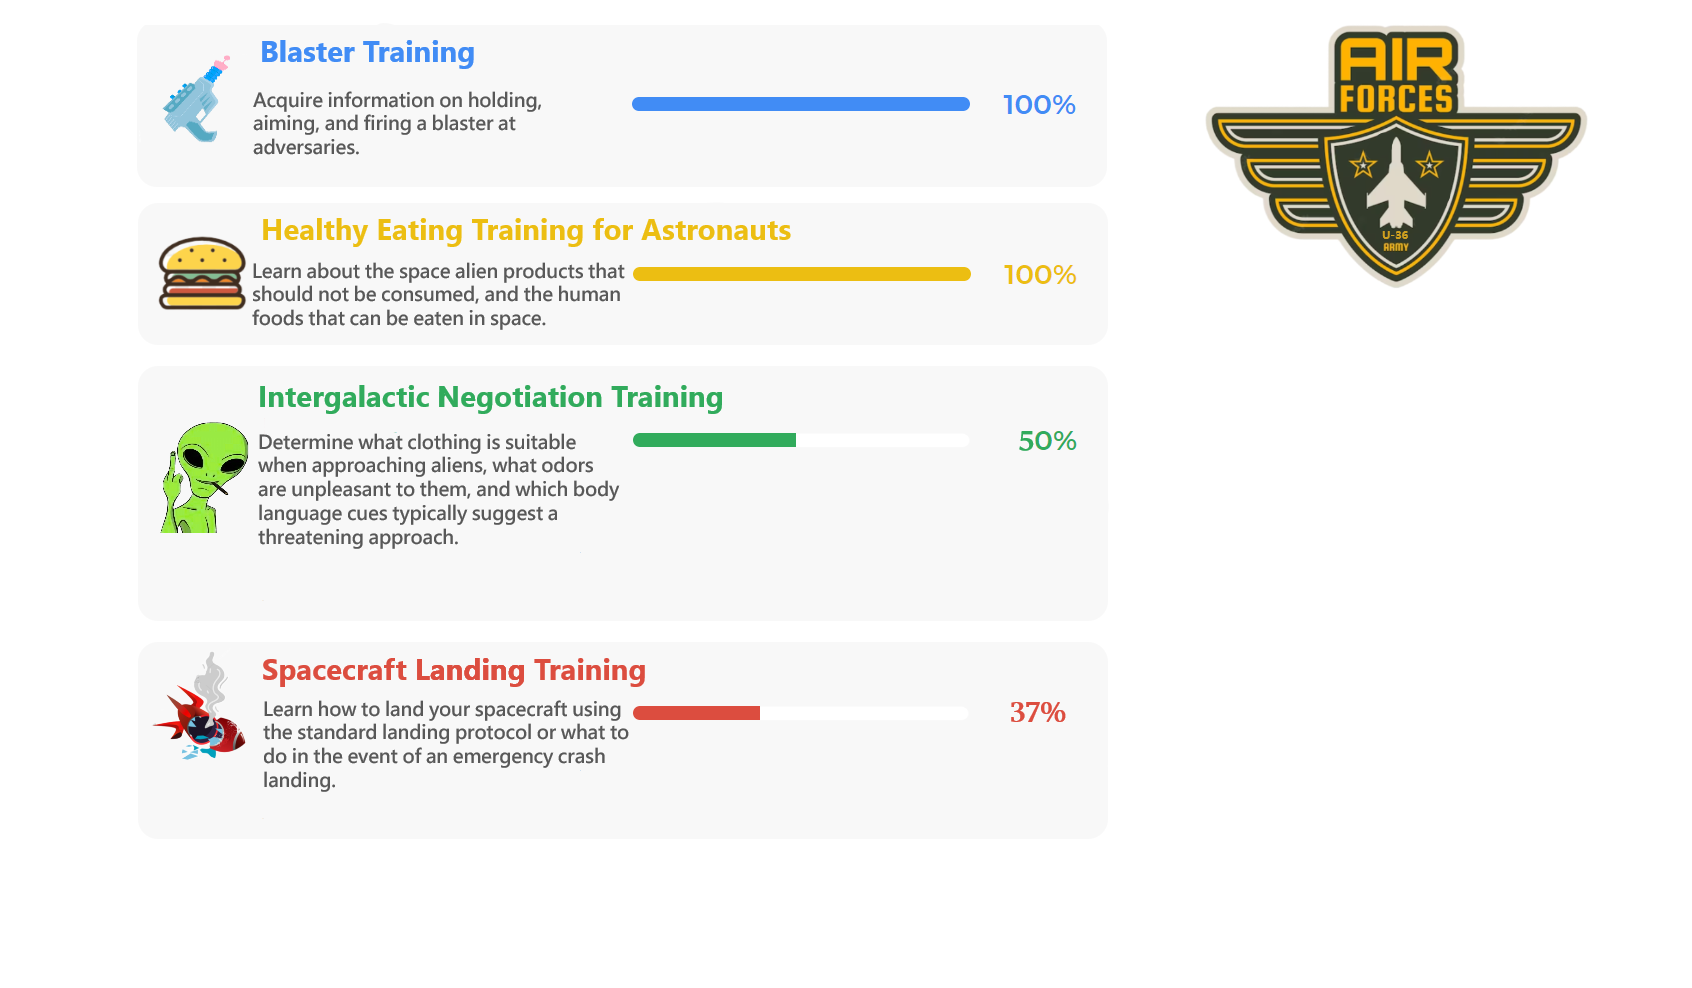 Blaster Training
Acquire information on holding,
aiming, and firing a blaster at
adversaries.
100%
Healthy Eating Training for Astronauts
Learn about the space alien products that
should not be consumed, and the human
foods that can be eaten in space.
100%
Intergalactic Negotiation Training
Determine what clothing is suitable
when approaching aliens, what odors
are unpleasant to them, and which body
language cues typically suggest a
threatening approach.
50%
Spacecraft Landing Training
Learn how to land your spacecraft using
the standard landing protocol or what to
do in the event of an emergency crash
landing.
37%
AIR
FORCES
U-36
ARMY